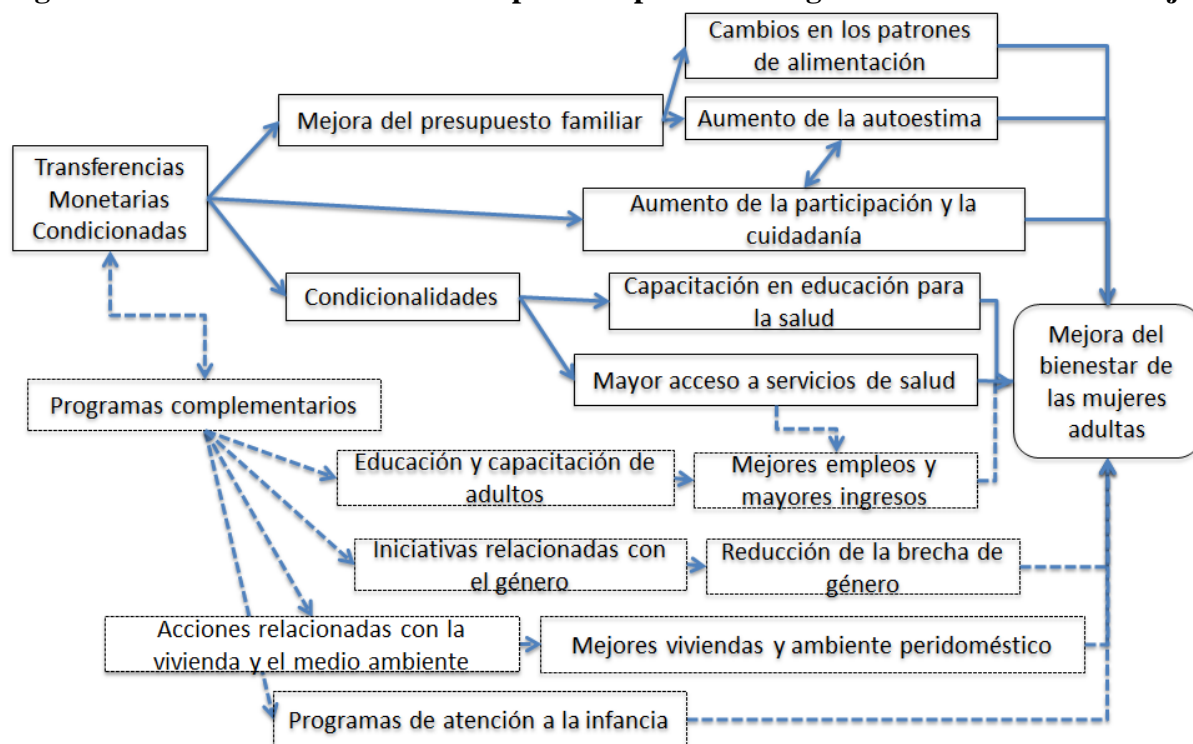 Cambios en los patrones
de alimentación
Mejora del presupuesto familiar
Aumento de la autoestima
Transferencias
Monetarias
Condicionadas
Aumento de la participación y la
cuidadanía
Condicionalidades
Capacitación en educación para
la salud
Mayor acceso a servicios de salud
Mejora del
bienestar de
las mujeres
adultas
Programas complementarios
Educación y capacitación de
adultos
Mejores empleos y
mayores ingresos
Iniciativas relacionadas con
el género
Reducción de la brecha de
género
Acciones relacionadas con la
vivienda y el medio ambiente
Mejores viviendas y ambiente peridoméstico
Programas de atención a la infancia